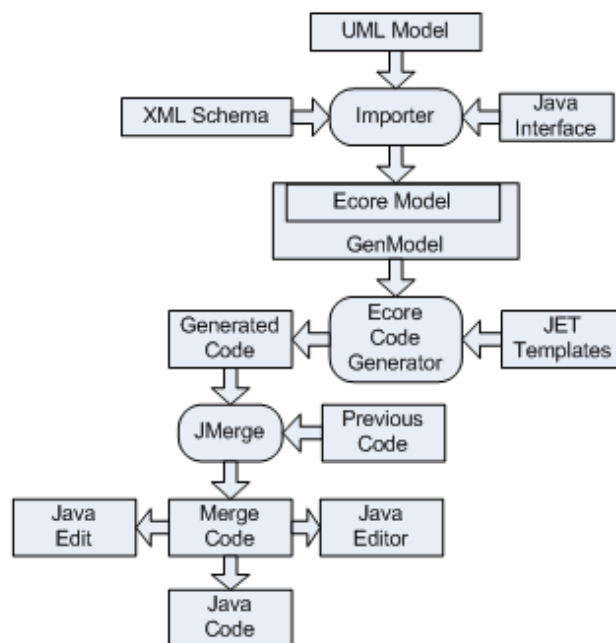 UML Model
XML Schema
Importer
Java
Interface
Ecore Model
GenModel
Generated
Code
Ecore
Code
Generator
JET
Templates
JMerge
Previous
Code
Java
Edit
Merge
Code
Java
Editor
Java
Code